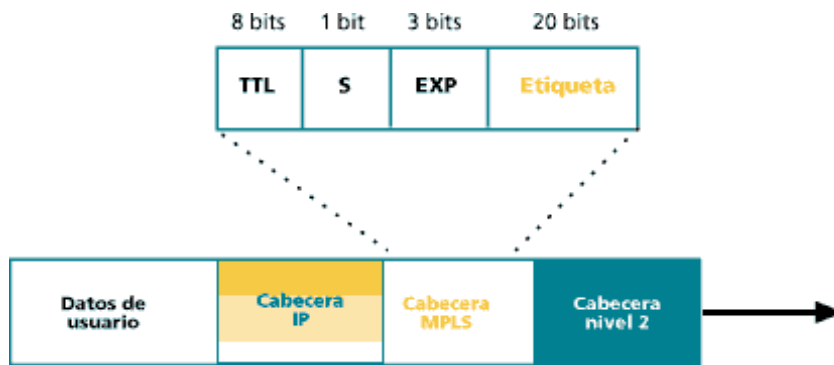 8 bits 1 bit 3 bits 20 bits
TTL S EXP Etiqueta
Datos de
usuario
Cabecera
IP
Cabecera
MPLS
Cabecera
nivel 2